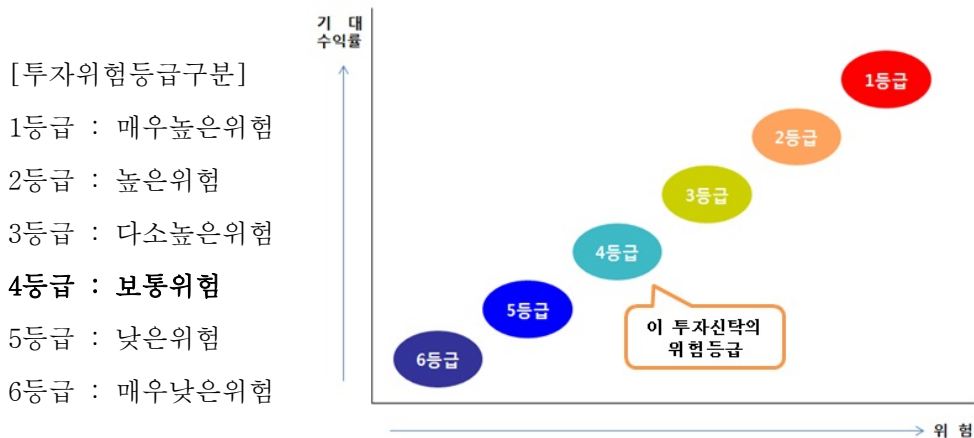 [투자위험등급구분]
1등급 : 매우높은위험
2등급 : 높은위험
3등급 : 다소높은위험
4등급 : 보통위험
5등급 : 낮은위험
6등급 : 매우낮은위험
기 대
수익률
1등급
2등급
3등급
4등급
5등급
6등급
이 투자신탁의
위험등급
위 험